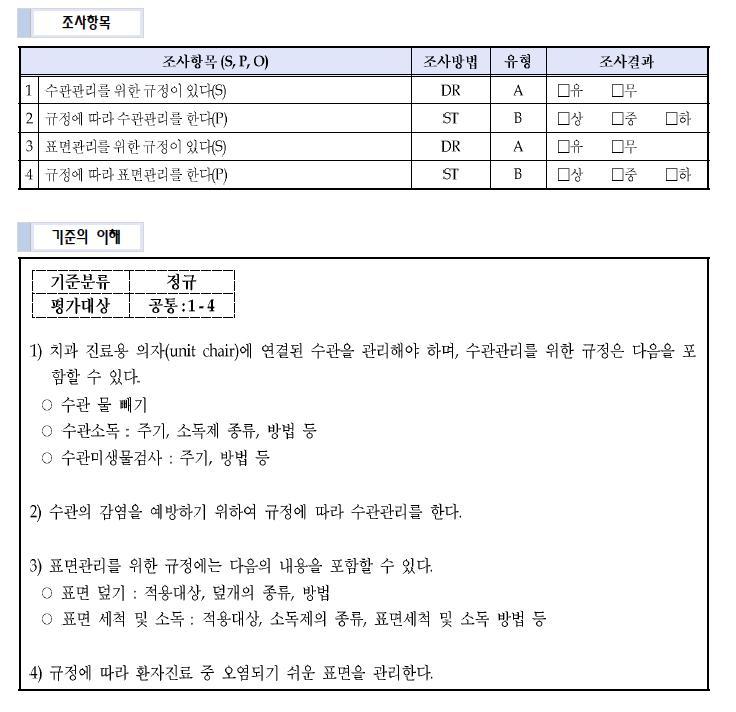 조사항목
조사항목 (S, P, O) 조사방법 유형 조사결과
1 수관관리를 위한 규정이 있다(S) DR A □유 □무
2 규정에 따라 수관관리를 한다(P) ST B □상 □중 □하
3 표면관리를 위한 규정이 있다(S) DR A □유 □무
4 규정에 따라 표면관리를 한다(P) ST B □상 □중 □하
기준의 이해
기준분류 정규
평가대상 공통 : 1 - 4
1) 치과 진료용 의자(unit chair)에 연결된 수관을 관리해야 하며, 수관관리를 위한 규정은 다음을 포
함할 수 있다.
○ 수관 물 빼기
○ 수관소독 : 주기, 소독제 종류, 방법 등
○ 수관미생물검사 : 주기, 방법 등
2) 수관의 감염을 예방하기 위하여 규정에 따라 수관관리를 한다.
3) 표면관리를 위한 규정에는 다음의 내용을 포함할 수 있다.
○ 표면 덮기 : 적용대상, 덮개의 종류, 방법
○ 표면 세척 및 소독 : 적용대상, 소독제의 종류, 표면세척 및 소독 방법 등
4) 규정에 따라 환자진료 중 오염되기 쉬운 표면을 관리한다.